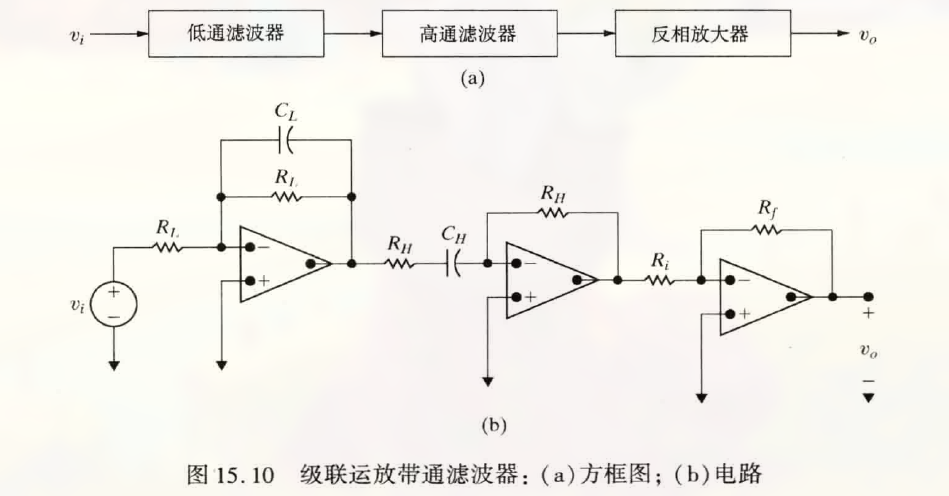 v_i 低通滤波器 高通滤波器 反相放大器 v_o
(a)
C_L
R_L
R_L
R_H
C_H
R_H
R_i
R_f
v_i
+
−
−
+
−
+
−
+
+
v_o
−
(b)
图 15.10 级联运放带通滤波器：(a)方框图；(b)电路